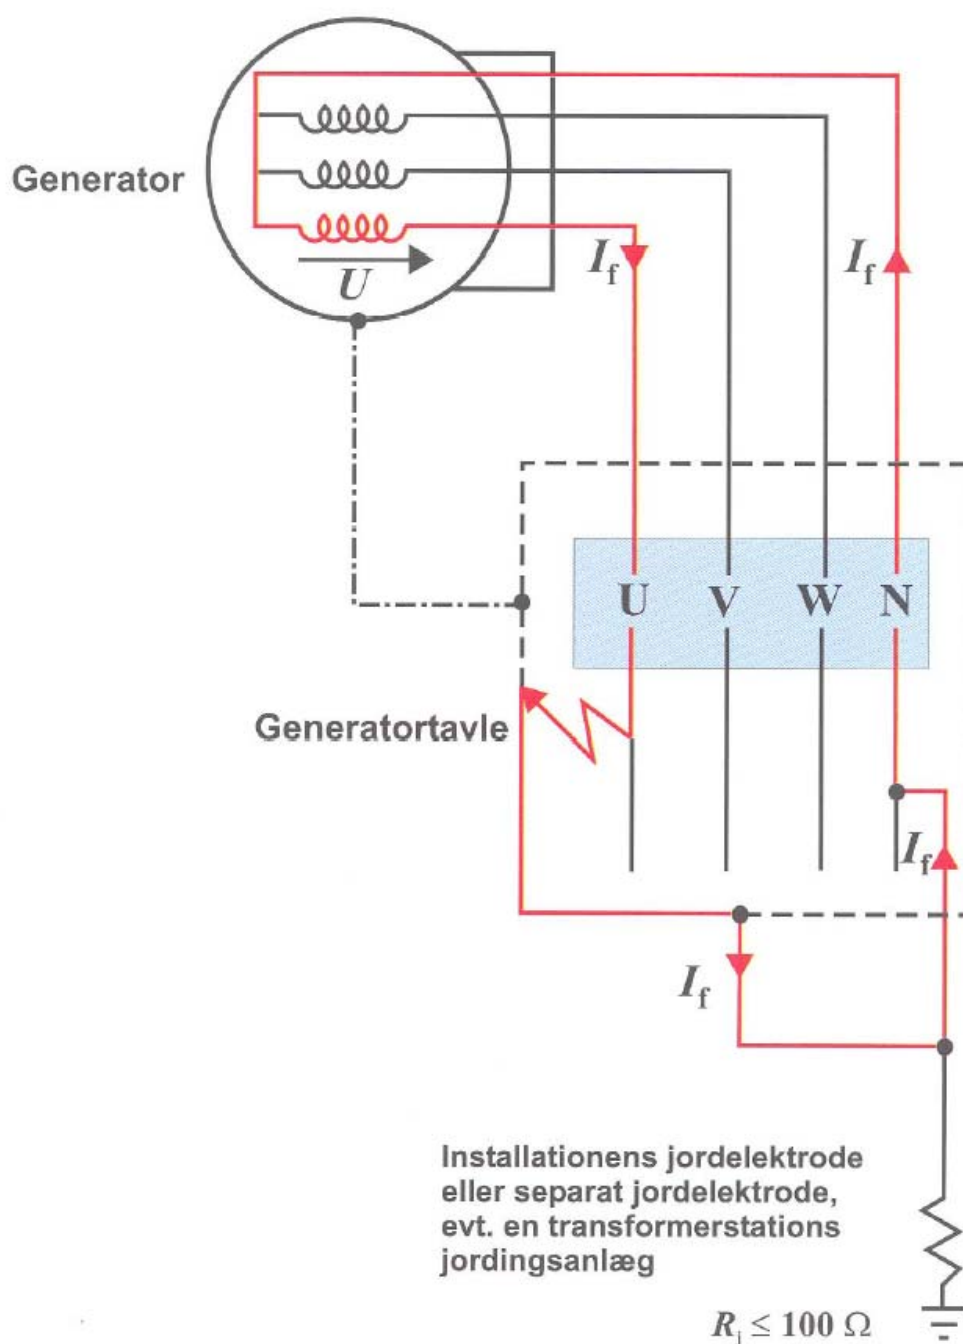 Generator
U
I_f
I_f
U V W N
Generatortavle
I_f
I_f
Installationens jordelektrode
eller separat jordelektrode,
evt. en transformerstations
jordingsanlæg
R_j ≤ 100 Ω